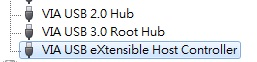 VIA USB 2.0 Hub
VIA USB 3.0 Root Hub
VIA USB eXtensible Host Controller